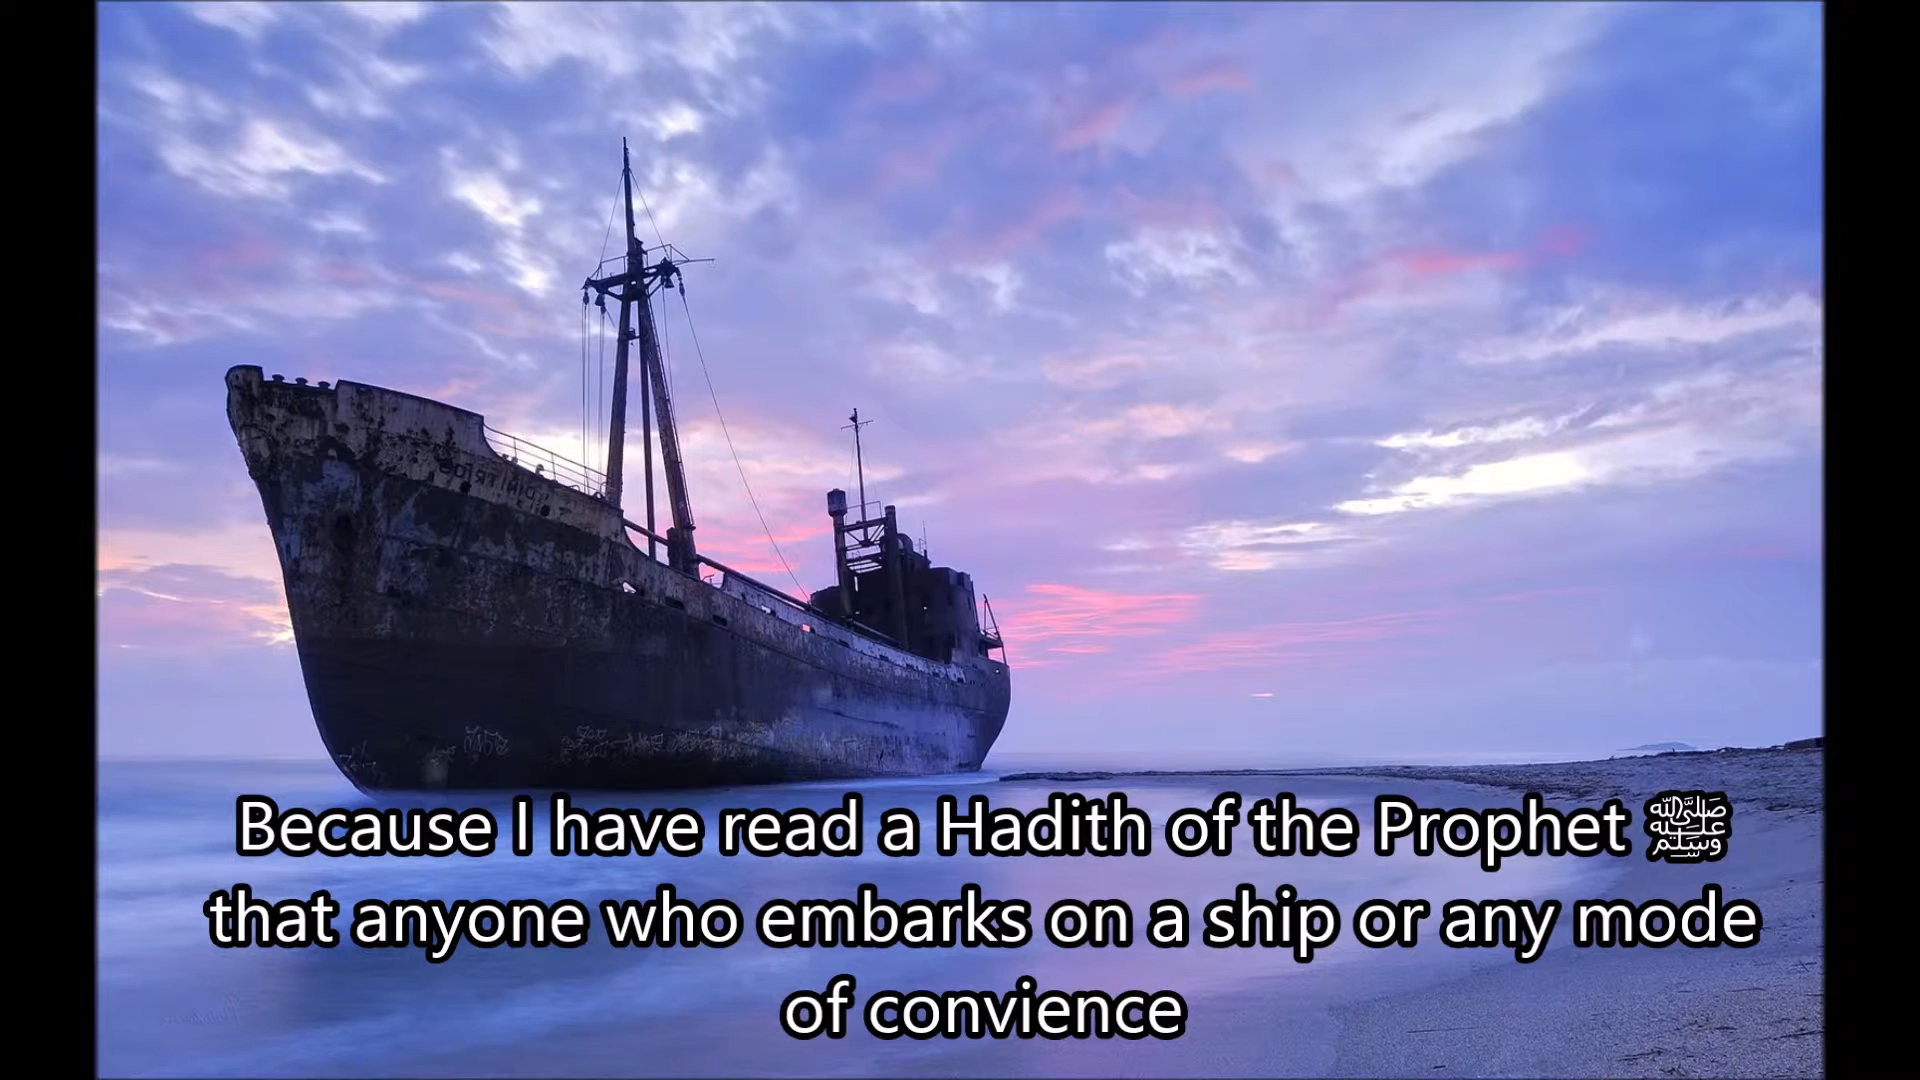 Because I have read a Hadith of the Prophet ﷺ
that anyone who embarks on a ship or any mode
of convience